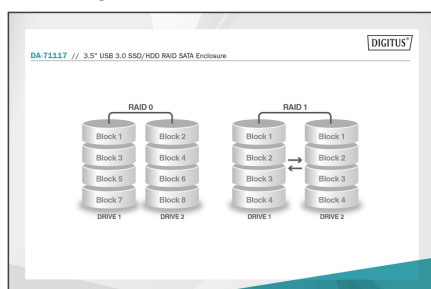 DIGITUS®
DA-71117 // 3.5" USB 3.0 SSD/HDD RAID SATA Enclosure
RAID 0
Block 1
Block 2
Block 3
Block 4
Block 5
Block 6
Block 7
Block 8
DRIVE 1
DRIVE 2
RAID 1
Block 1
Block 1
Block 2
Block 2
Block 3
Block 3
Block 4
Block 4
DRIVE 1
DRIVE 2